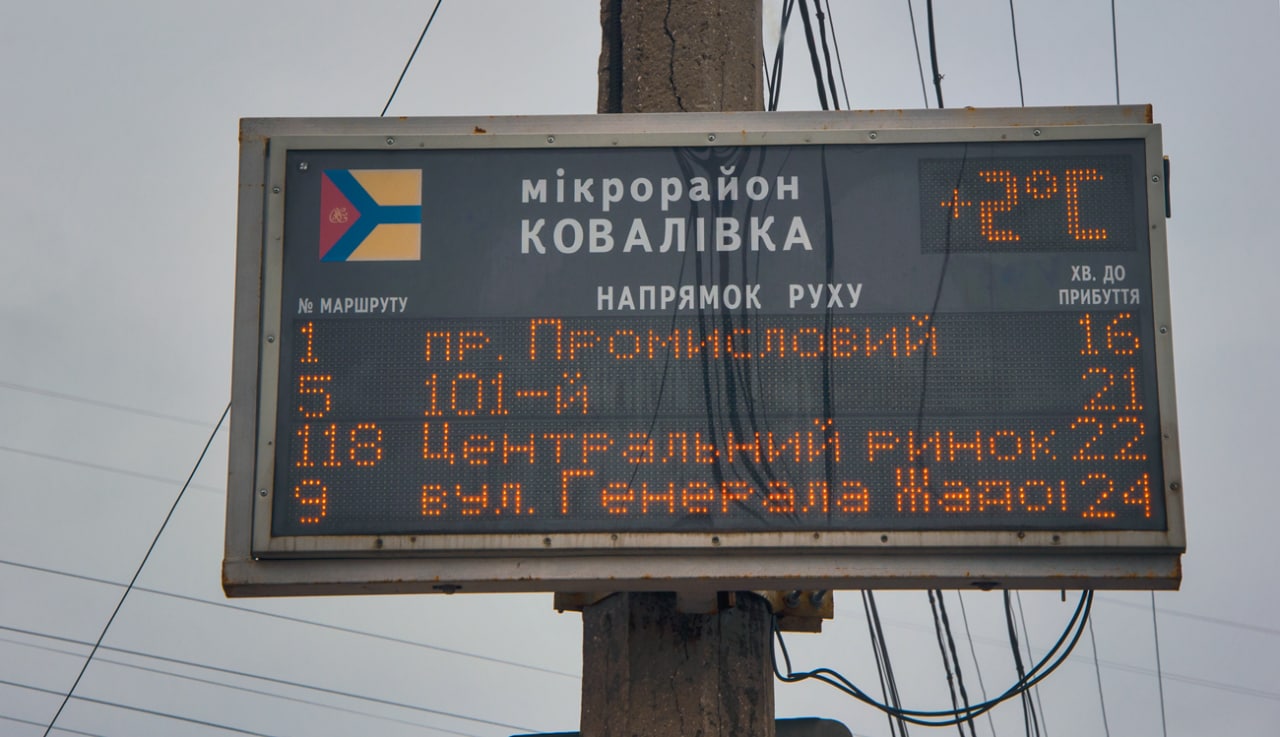 мікрорайон
КОВАЛІВКА
+2°C
№ МАРШРУТУ НАПРЯМОК РУХУ ХВ. ДО ПРИБУТТЯ
1 пр. Промисловий 16
5 101-й 21
118 Центральний ринок 22
9 вул. Генерала 24